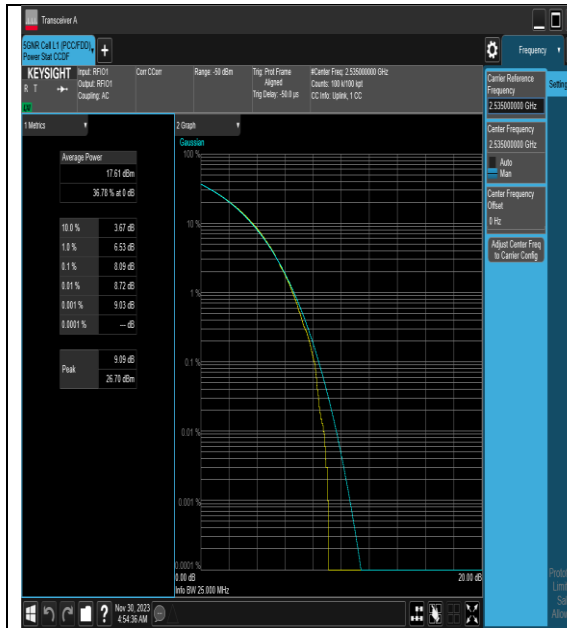 Transceiver A
5GNR Cell L1 (PCC/FDD),
Power Stat CCDF
+
Frequency
KEYSIGHT
R T
Input: RFIO1
Output: RFIO1
Coupling: AC
Corr CCorr
Range: -50 dBm
Trig: Prot Frame
Aligned
Trig Delay: -50.0 µs
#Center Freq: 2.535000000 GHz
Counts: 100 k/100 kpt
CC Info: Uplink, 1 CC
1 Metrics
Average Power
17.61 dBm
36.78 % at 0 dB
10.0 % 3.67 dB
1.0 % 6.53 dB
0.1 % 8.09 dB
0.01 % 8.72 dB
0.001 % 9.03 dB
0.0001 % --- dB
Peak
9.09 dB
26.70 dBm
2 Graph
Gaussian
100 %
10 %
1 %
0.1 %
0.01 %
0.001 %
0.0001 %
0.00 dB
20.00 dB
Info BW 25.000 MHz
Carrier Reference
Frequency
2.535000000 GHz
Center Frequency
2.535000000 GHz
Auto
Man
Center Frequency
Offset
0 Hz
Adjust Center Freq
to Carrier Config
Setting
Protot
Limit
Sa
Allow
?
Nov 30, 2023
4:54:36 AM